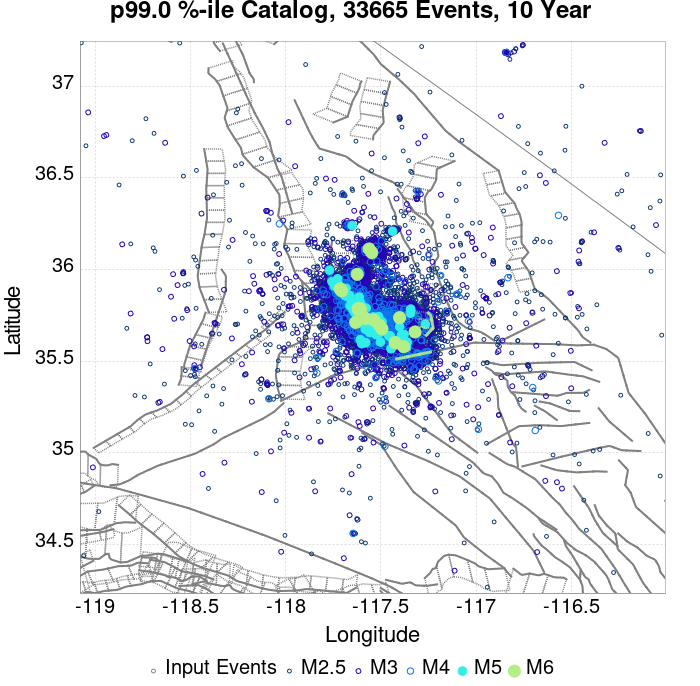 p99.0 %-ile Catalog, 33665 Events, 10 Year
37
36.5
36
35.5
35
34.5
Latitude
-119 -118.5 -118 -117.5 -117 -116.5
Longitude
Input Events M2.5 M3 M4 M5 M6